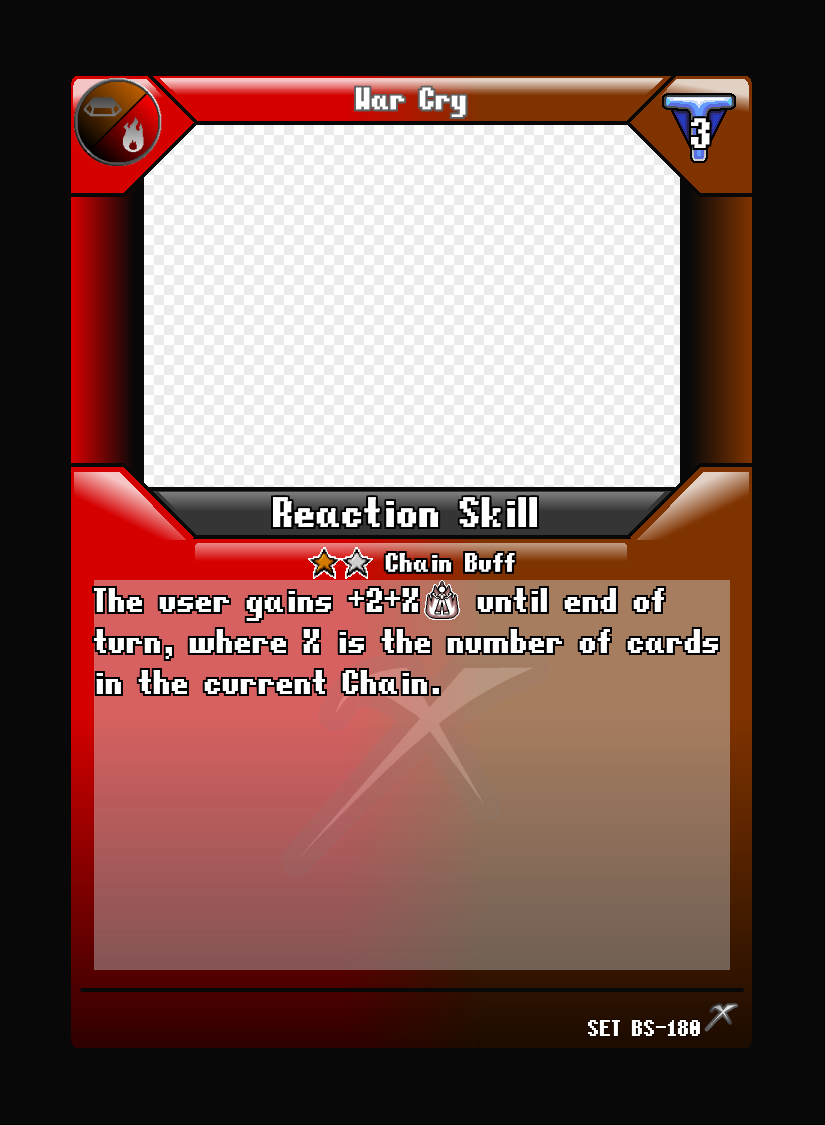 War Cry
3
Reaction Skill
Chain Buff
The user gains +2+X until end of
turn, where X is the number of cards
in the current Chain.
SET BS-180